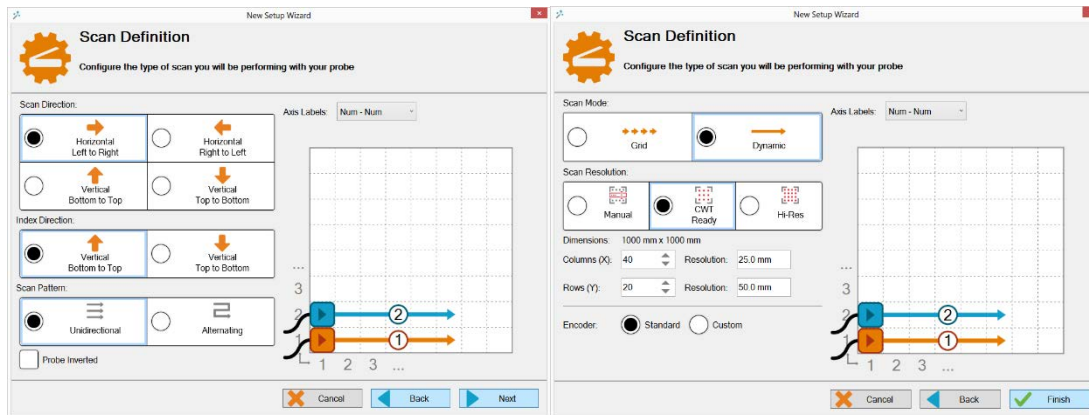 New Setup Wizard
Scan Definition
Configure the type of scan you will be performing with your probe
Scan Direction:
Horizontal
Left to Right
Horizontal
Right to Left
Vertical
Bottom to Top
Vertical
Top to Bottom
Index Direction:
Vertical
Bottom to Top
Vertical
Top to Bottom
Scan Pattern:
Unidirectional
Alternating
Probe Inverted
Axis Labels: Num - Num
...
3
2 2
1 1
1 2 3 ...
Cancel Back Next
New Setup Wizard
Scan Definition
Configure the type of scan you will be performing with your probe
Scan Mode:
Grid
Dynamic
Scan Resolution:
Manual
CWT
Ready
Hi-Res
Dimensions: 1000 mm x 1000 mm
Columns (X): 40 Resolution: 25.0 mm
Rows (Y): 20 Resolution: 50.0 mm
Encoder: Standard Custom
Axis Labels: Num - Num
...
3
2 2
1 1
1 2 3 ...
Cancel Back Finish